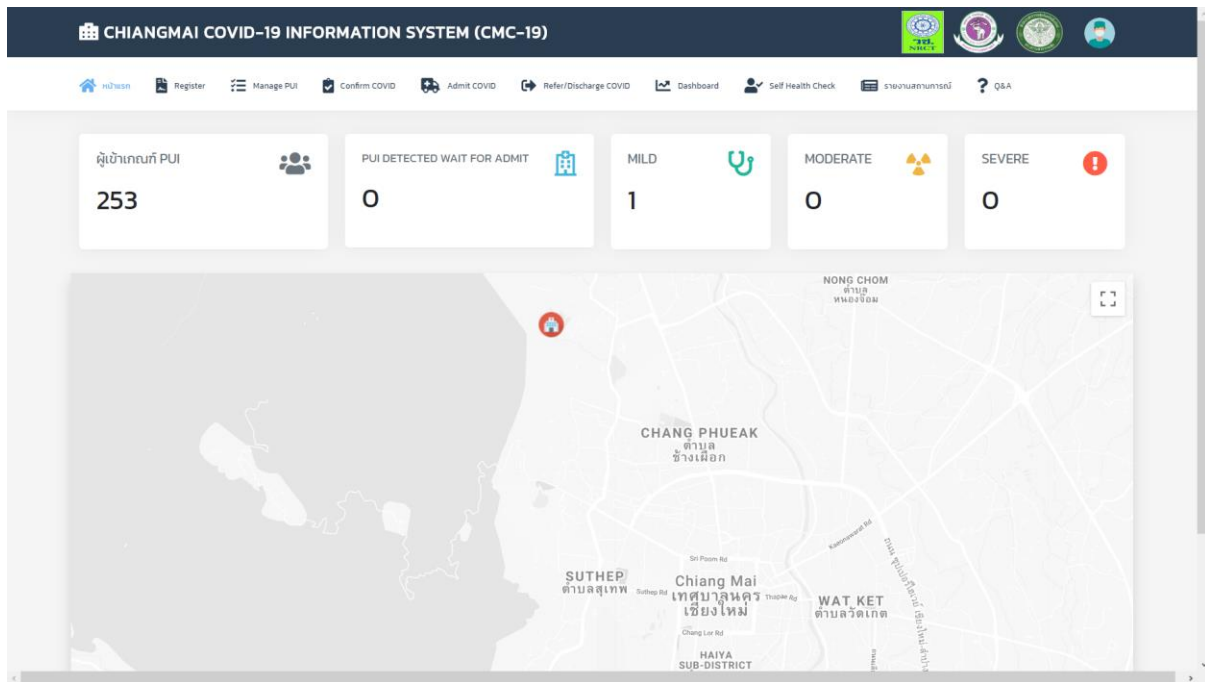 CHIANGMAI COVID-19 INFORMATION SYSTEM (CMC-19)
วช.
NRCT
หน้าแรก Register Manage PUI Confirm COVID Admit COVID Refer/Discharge COVID Dashboard Self Health Check รายงานสถานการณ์ Q&A
ผู้เข้าเกณฑ์ PUI
253
PUI DETECTED WAIT FOR ADMIT
0
MILD
1
MODERATE
0
SEVERE
0
NONG CHOM
ตำบล
หนองจ๊อม
CHANG PHUEAK
ตำบล
ช้างเผือก
Kaeonawarat Rd
Sri Poom Rd
SUTHEP
ตำบลสุเทพ
Suthep Rd
Chiang Mai
เทศบาลนคร
เชียงใหม่
Thapae Rd
WAT KET
ตำบลวัดเกต
Chang Lor Rd
HAIYA
SUB-DISTRICT